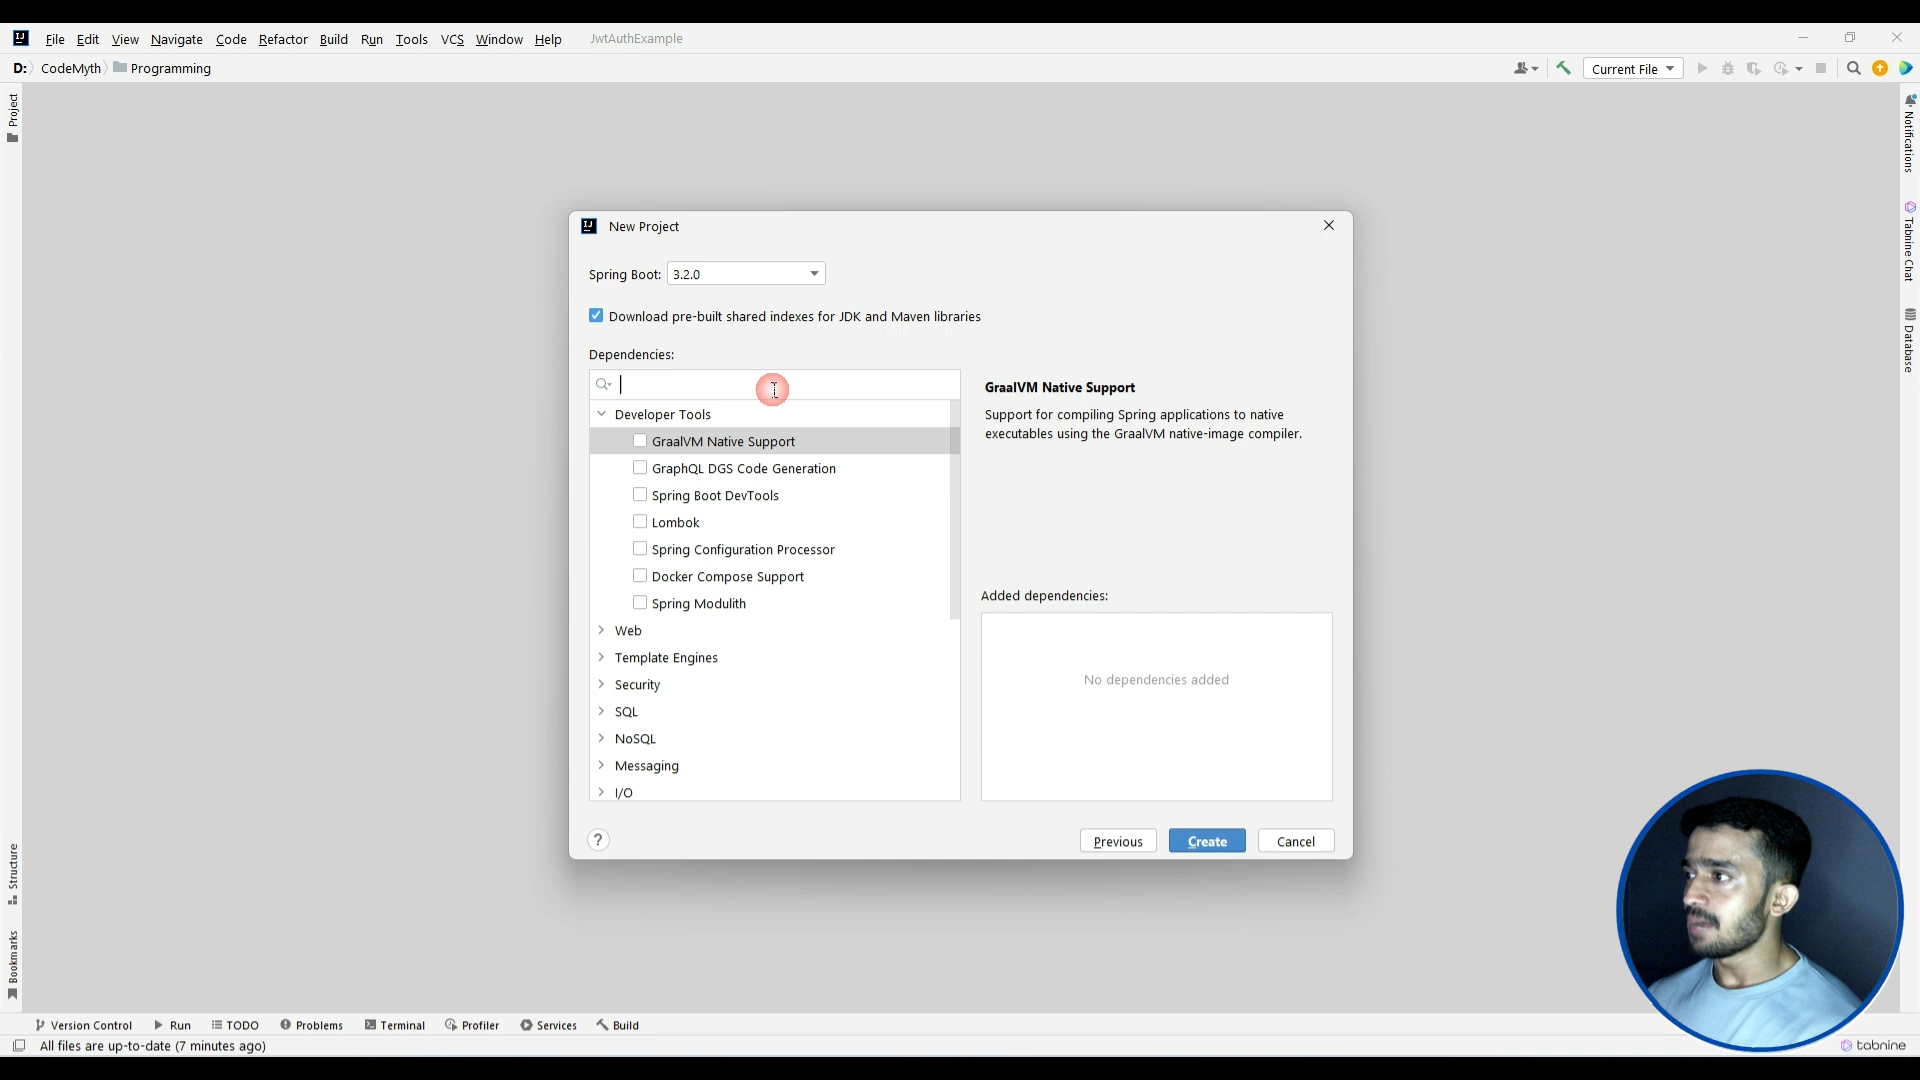 File Edit View Navigate Code Refactor Build Run Tools VCS Window Help JwtAuthExample
D: CodeMyth Programming
Current File
Project
Notifications
Tabnine Chat
Database
New Project
Spring Boot: 3.2.0
Download pre-built shared indexes for JDK and Maven libraries
Dependencies:
Developer Tools
GraalVM Native Support
GraphQL DGS Code Generation
Spring Boot DevTools
Lombok
Spring Configuration Processor
Docker Compose Support
Spring Modulith
Web
Template Engines
Security
SQL
NoSQL
Messaging
I/O
GraalVM Native Support
Support for compiling Spring applications to native
executables using the GraalVM native-image compiler.
Added dependencies:
No dependencies added
?
Previous Create Cancel
Structure
Bookmarks
Version Control Run TODO Problems Terminal Profiler Services Build
All files are up-to-date (7 minutes ago)
tabnine